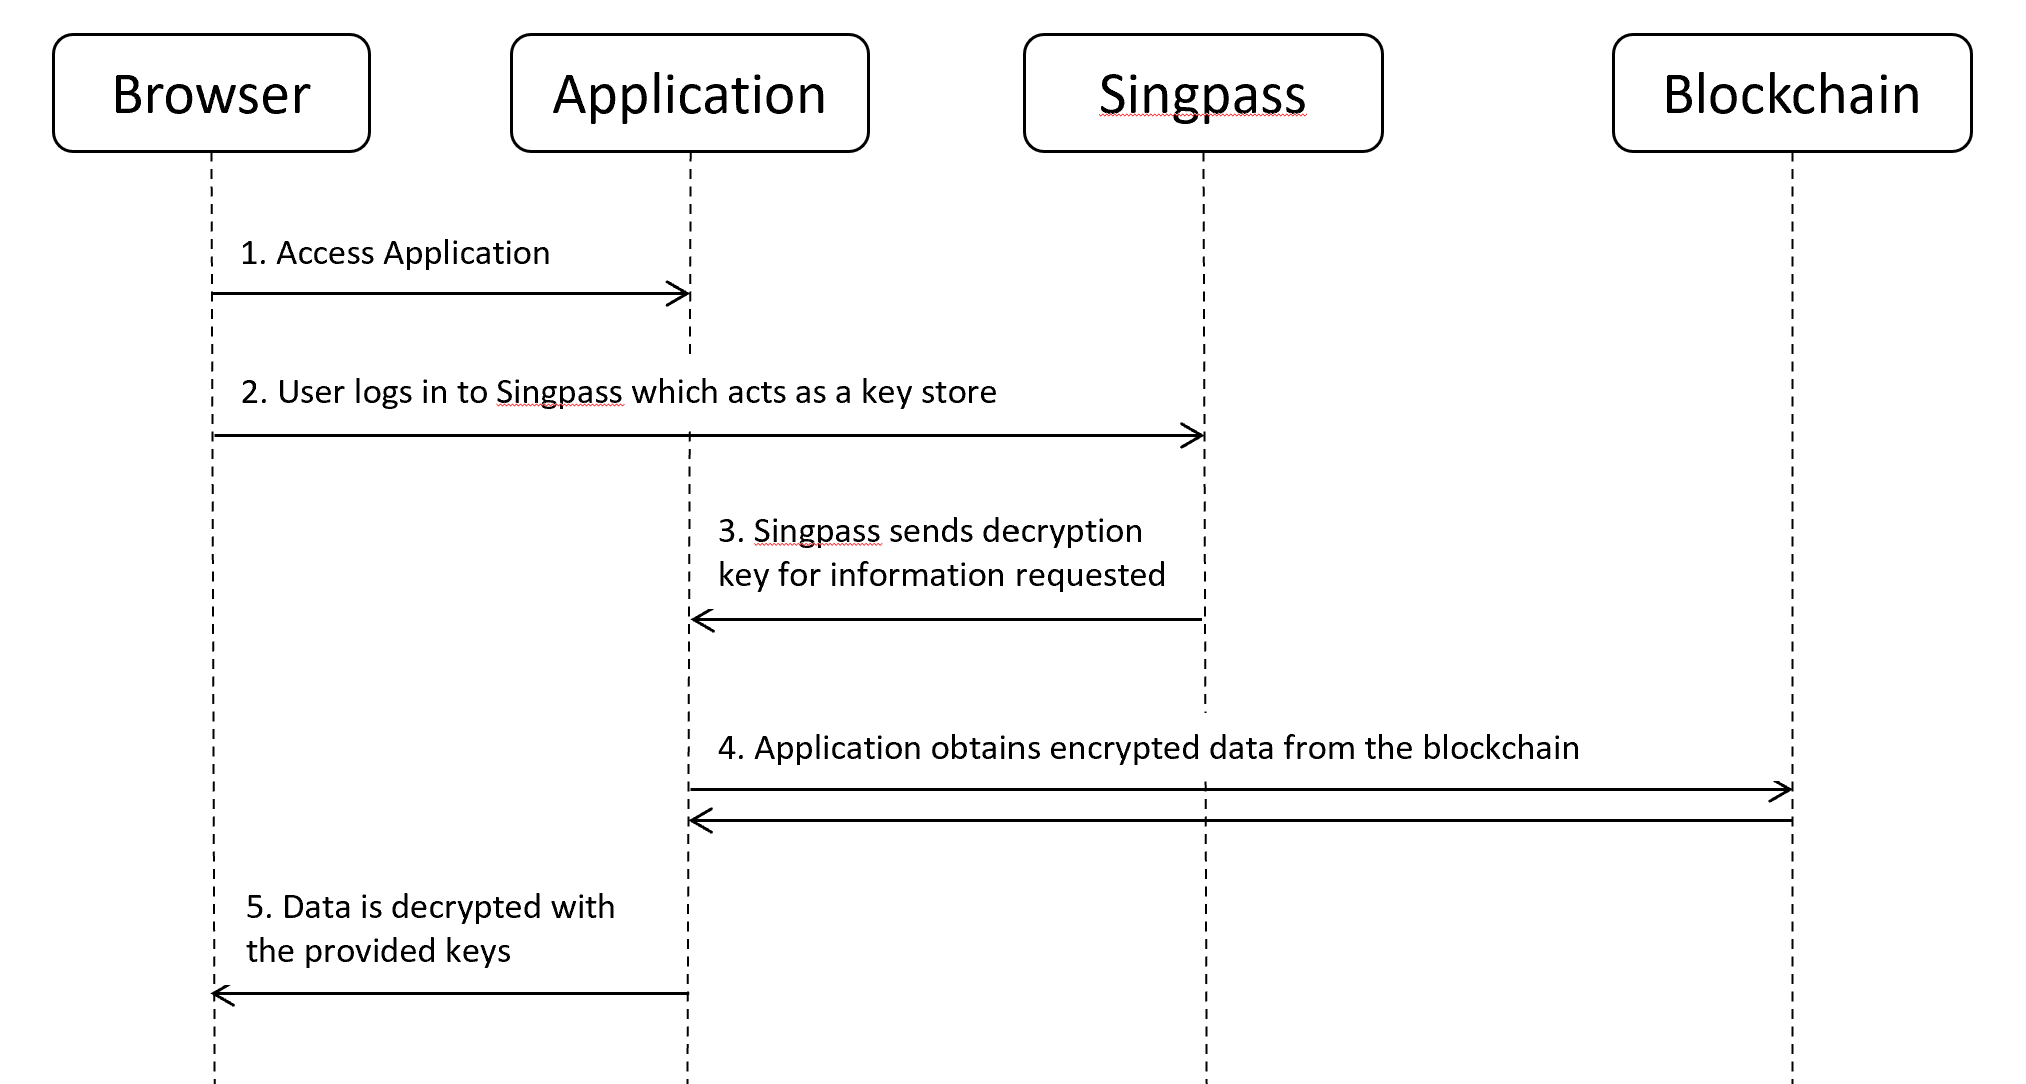 Browser
Application
Singpass
Blockchain
1. Access Application
2. User logs in to Singpass which acts as a key store
3. Singpass sends decryption
key for information requested
4. Application obtains encrypted data from the blockchain
5. Data is decrypted with
the provided keys